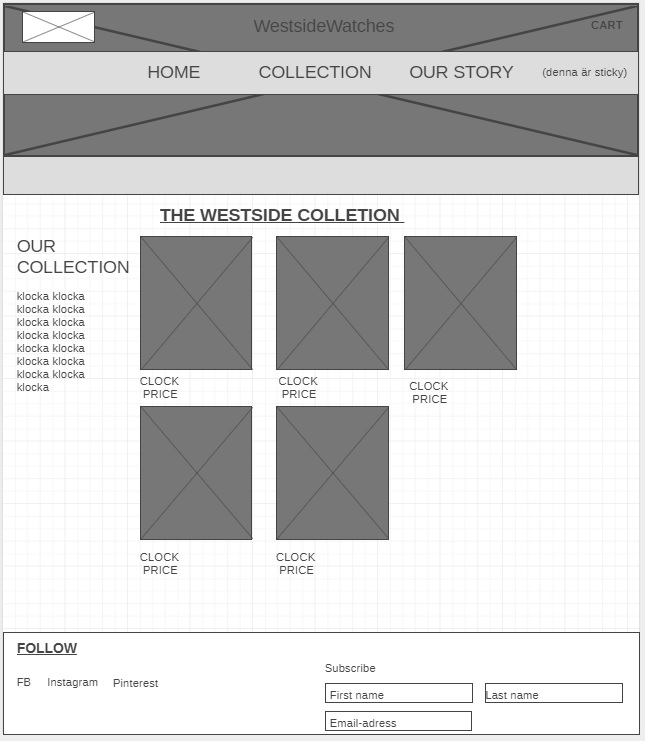 WestsideWatches
CART
HOME
COLLECTION
OUR STORY
(denna är sticky)
THE WESTSIDE COLLETION
OUR
COLLECTION
klocka klocka
klocka klocka
klocka klocka
klocka klocka
klocka klocka
klocka klocka
klocka klocka
klocka
CLOCK
PRICE
CLOCK
PRICE
CLOCK
PRICE
CLOCK
PRICE
CLOCK
PRICE
FOLLOW
FB
Instagram
Pinterest
Subscribe
First name
Last name
Email-adress